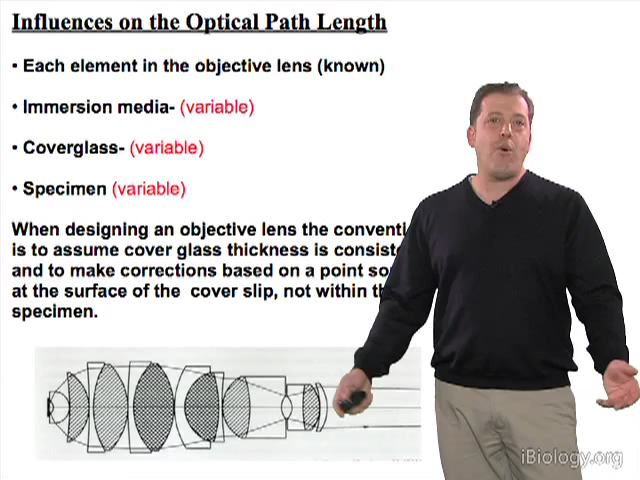 Influences on the Optical Path Length
• Each element in the objective lens (known)
• Immersion media- (variable)
• Coverglass- (variable)
• Specimen (variable)
When designing an objective lens the
is to assume cover glass thickness is
and to make corrections based on a point
at the surface of the cover slip, not within
specimen.
iBiology.org